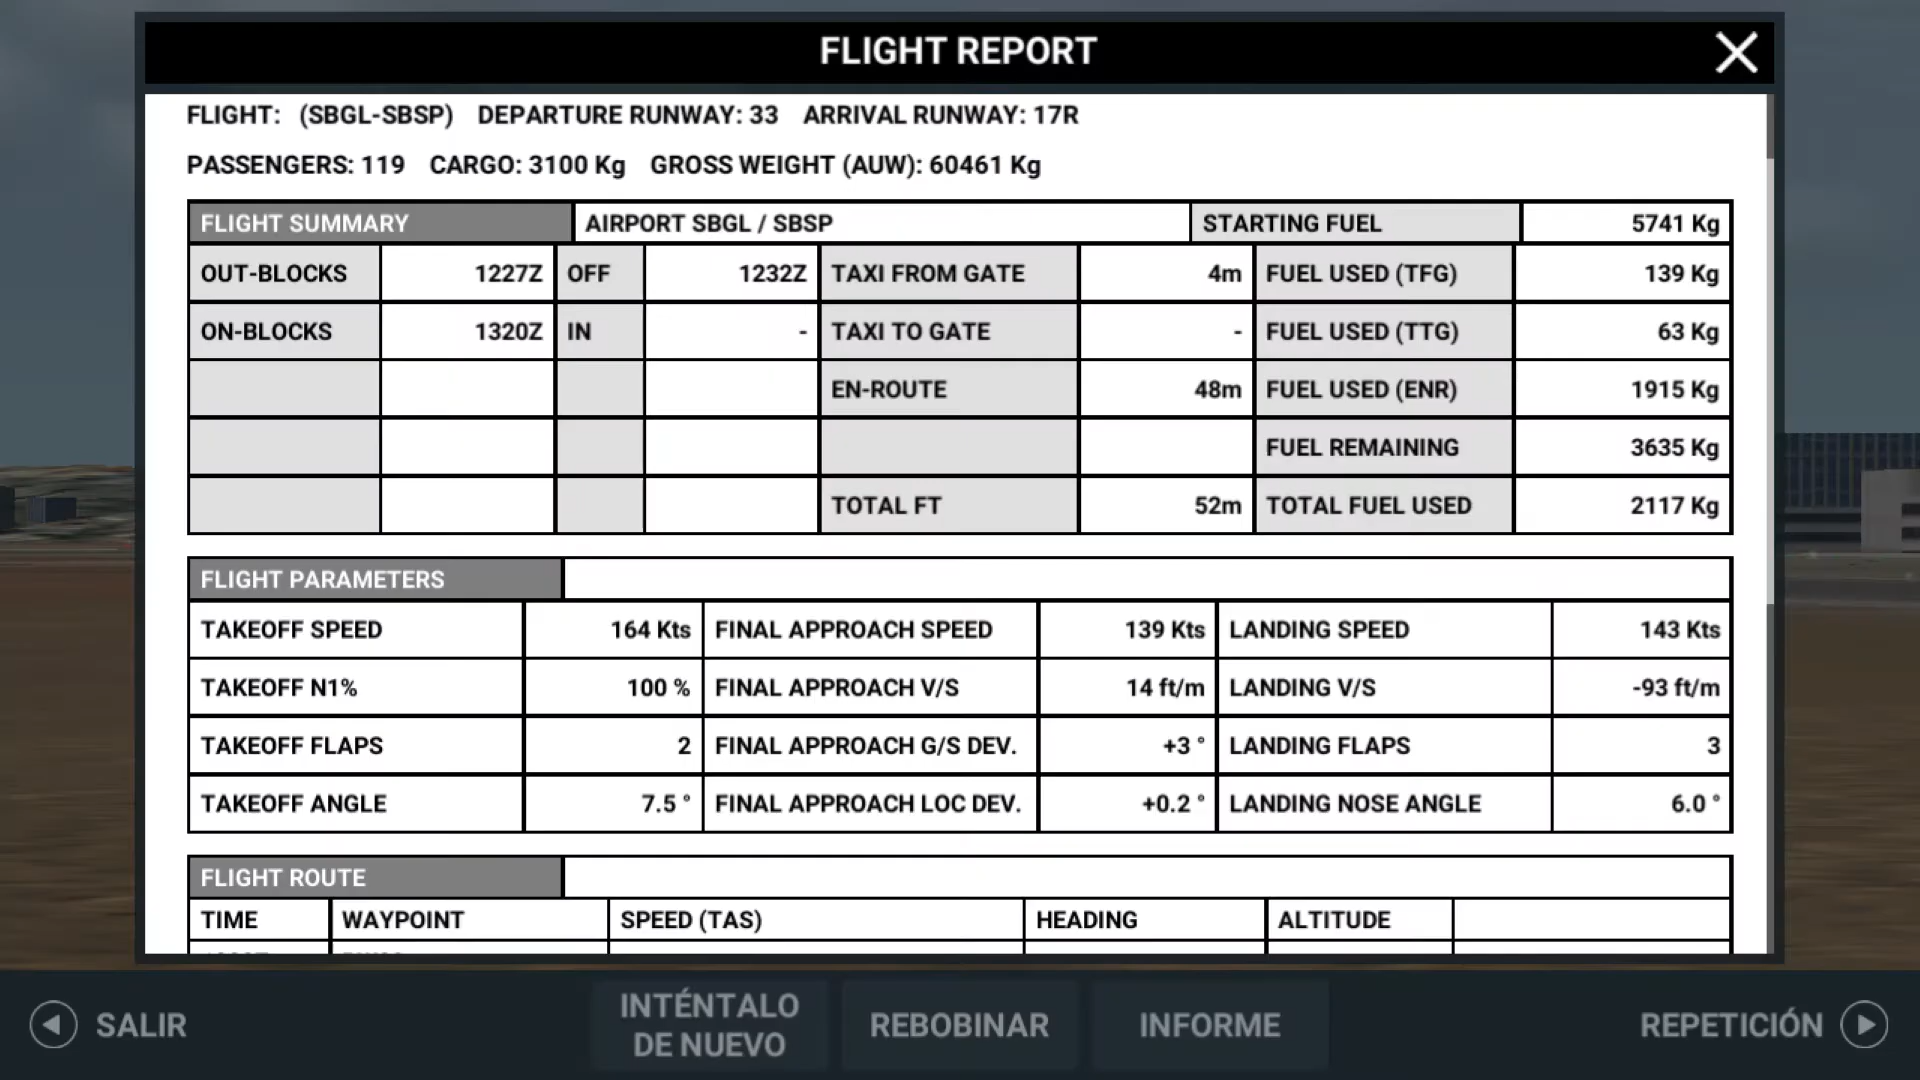 FLIGHT REPORT
FLIGHT: (SBGL-SBSP) DEPARTURE RUNWAY: 33 ARRIVAL RUNWAY: 17R
PASSENGERS: 119 CARGO: 3100 Kg GROSS WEIGHT (AUW): 60461 Kg
FLIGHT SUMMARY AIRPORT SBGL / SBSP STARTING FUEL 5741 Kg
OUT-BLOCKS 1227Z OFF 1232Z TAXI FROM GATE 4m FUEL USED (TFG) 139 Kg
ON-BLOCKS 1320Z IN - TAXI TO GATE - FUEL USED (TTG) 63 Kg
EN-ROUTE 48m FUEL USED (ENR) 1915 Kg
FUEL REMAINING 3635 Kg
TOTAL FT 52m TOTAL FUEL USED 2117 Kg
FLIGHT PARAMETERS
TAKEOFF SPEED 164 Kts FINAL APPROACH SPEED 139 Kts LANDING SPEED 143 Kts
TAKEOFF N1% 100 % FINAL APPROACH V/S 14 ft/m LANDING V/S -93 ft/m
TAKEOFF FLAPS 2 FINAL APPROACH G/S DEV. +3 ° LANDING FLAPS 3
TAKEOFF ANGLE 7.5 ° FINAL APPROACH LOC DEV. +0.2 ° LANDING NOSE ANGLE 6.0 °
FLIGHT ROUTE
TIME WAYPOINT SPEED (TAS) HEADING ALTITUDE
SALIR
INTÉNTALO
DE NUEVO
REBOBINAR
INFORME
REPETICIÓN